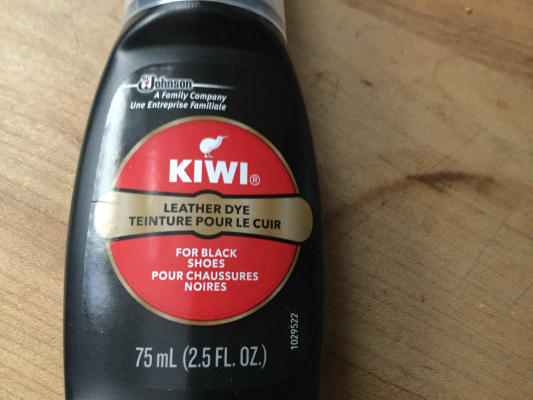 Johnson
A Family Company
Une Entreprise Familiale
KIWI®
LEATHER DYE
TEINTURE POUR LE CUIR
FOR BLACK
SHOES
POUR CHAUSSURES
NOIRES
1029522
75 mL (2.5 FL. OZ.)